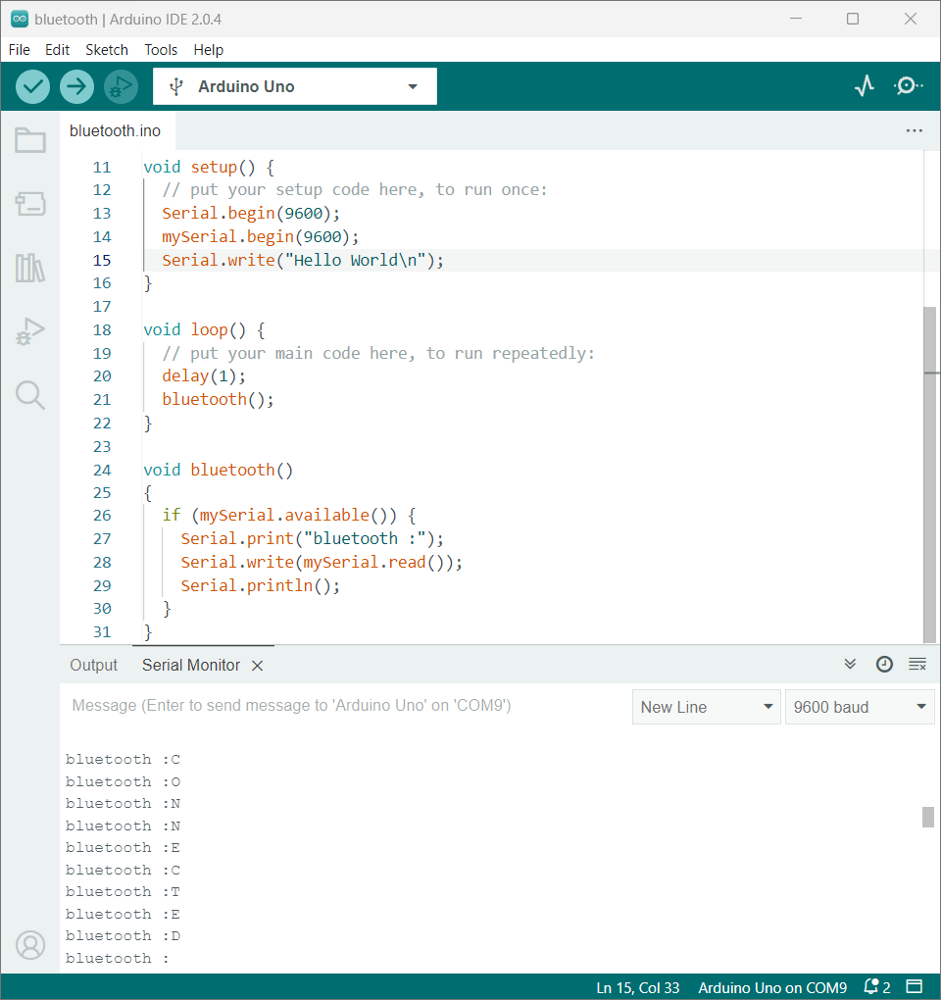 bluetooth | Arduino IDE 2.0.4
File Edit Sketch Tools Help
Arduino Uno
bluetooth.ino
11 void setup() {
12   // put your setup code here, to run once:
13   Serial.begin(9600);
14   mySerial.begin(9600);
15   Serial.write("Hello World\n");
16 }
17
18 void loop() {
19   // put your main code here, to run repeatedly:
20   delay(1);
21   bluetooth();
22 }
23
24 void bluetooth()
25 {
26   if (mySerial.available()) {
27     Serial.print("bluetooth :");
28     Serial.write(mySerial.read());
29     Serial.println();
30   }
31 }
Output Serial Monitor
Message (Enter to send message to 'Arduino Uno' on 'COM9') New Line 9600 baud
bluetooth :C
bluetooth :O
bluetooth :N
bluetooth :N
bluetooth :E
bluetooth :C
bluetooth :T
bluetooth :E
bluetooth :D
bluetooth :
Ln 15, Col 33 Arduino Uno on COM9 2